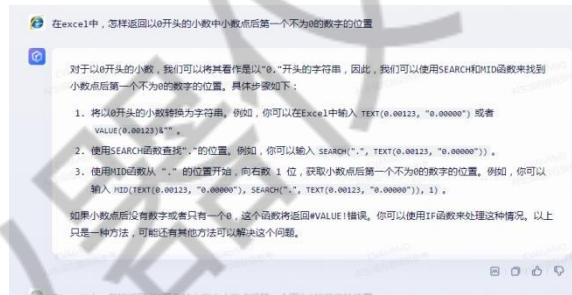 在excel中，怎样返回以0开头的小数中小数点后第一个不为0的数字的位置
对于以0开头的小数，我们可以将其看作是以"0."开头的字符串，因此，我们可以使用SEARCH和MID函数来找到
小数点后第一个不为0的数字的位置。具体步骤如下：
1. 将以0开头的小数转换为字符串。例如，你可以在Excel中输入 TEXT(0.00123, "0.00000") 或者
VALUE(0.00123)&"" 。
2. 使用SEARCH函数查找"."的位置。例如，你可以输入 SEARCH(".", TEXT(0.00123, "0.00000")) 。
3. 使用MID函数从 "." 的位置开始，向右数 1 位，获取小数点后第一个不为0的数字的位置。例如，你可以
输入 MID(TEXT(0.00123, "0.00000"), SEARCH(".", TEXT(0.00123, "0.00000")), 1) 。
如果小数点后没有数字或者只有一个0，这个函数将返回#VALUE!错误。你可以使用IF函数来处理这种情况。以上
只是一种方法，可能还有其他方法可以解决这个问题。